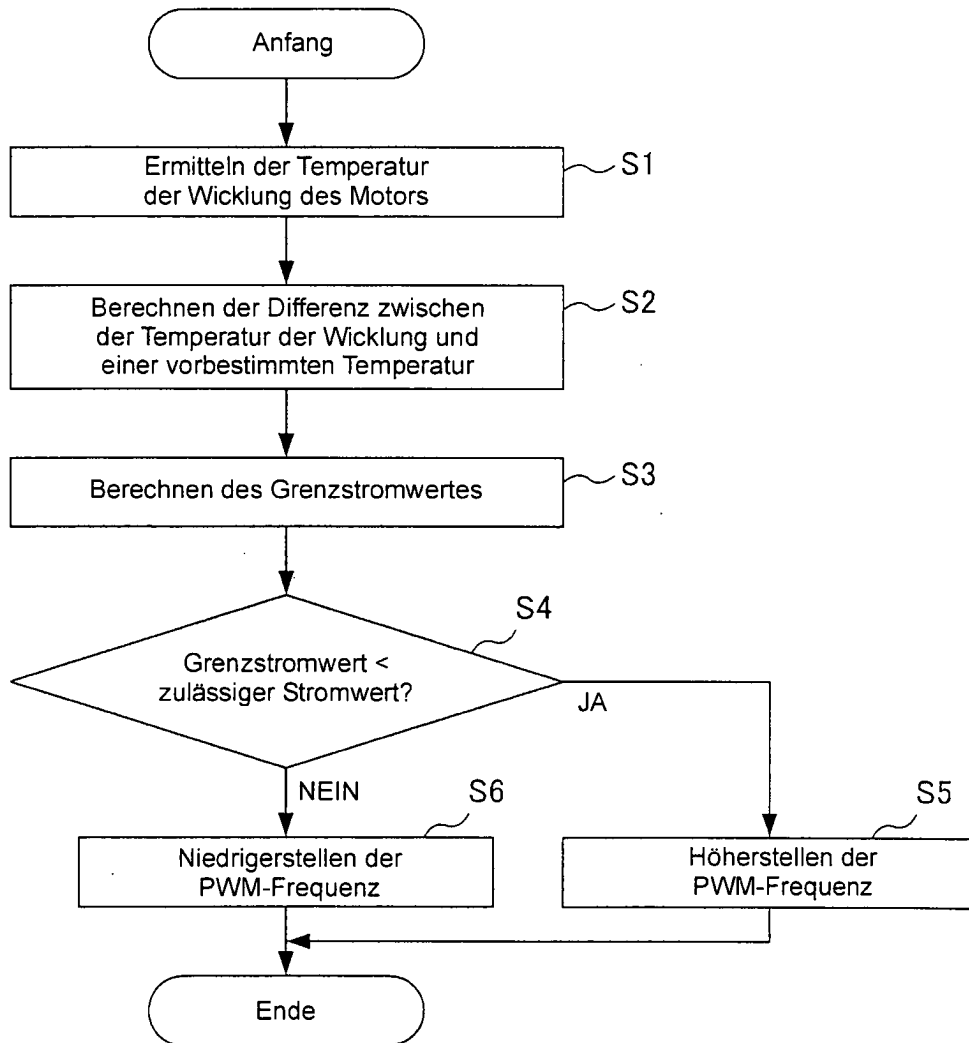 Anfang
Ermitteln der Temperatur
der Wicklung des Motors
S1
Berechnen der Differenz zwischen
der Temperatur der Wicklung und
einer vorbestimmten Temperatur
S2
Berechnen des Grenzstromwertes
S3
S4
Grenzstromwert <
zulässiger Stromwert?
JA
NEIN
S6
S5
Niedrigerstellen der
PWM-Frequenz
Höherstellen der
PWM-Frequenz
Ende